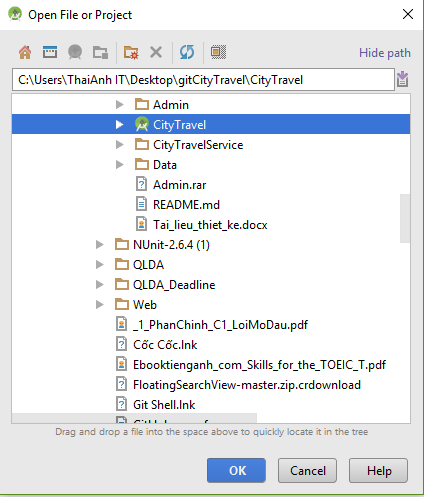 Open File or Project
Hide path
C:\Users\ThaiAnh IT\Desktop\gitCityTravel\CityTravel
Admin
CityTravel
CityTravelService
Data
Admin.rar
README.md
Tai_lieu_thiet_ke.docx
NUnit-2.6.4 (1)
QLDA
QLDA_Deadline
Web
_1_PhanChinh_C1_LoiMoDau.pdf
Cốc Cốc.lnk
Ebooktienganh_com_Skills_for_the_TOEIC_T.pdf
FloatingSearchView-master.zip.crdownload
Git Shell.lnk
Drag and drop a file into the space above to quickly locate it in the tree
OK Cancel Help